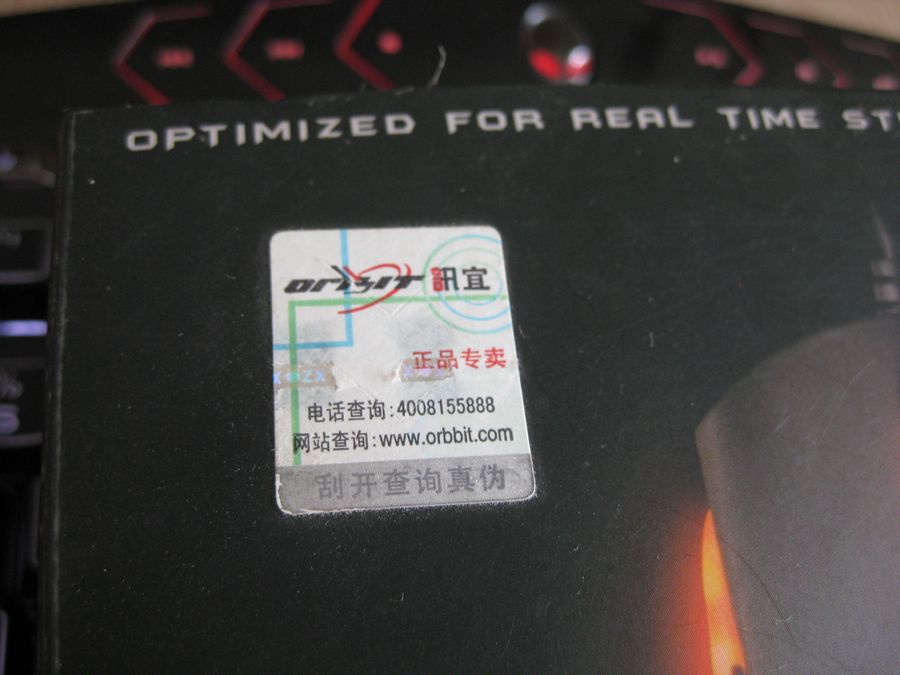 OPTIMIZED FOR REAL TIME ST
orbit 訊宜
正品专卖
电话查询:4008155888
网站查询:www.orbbit.com
刮开查询真伪